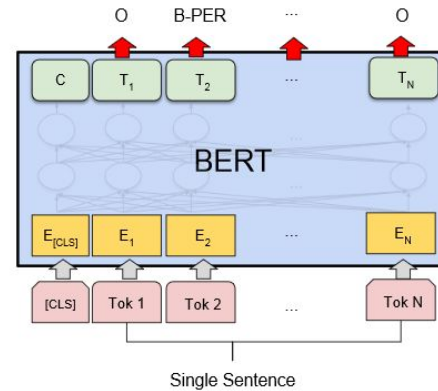 O B-PER ... O
C T1 T2 ... TN
...
BERT
...
E[CLS] E1 E2 ... EN
[CLS] Tok 1 Tok 2 ... Tok N
Single Sentence